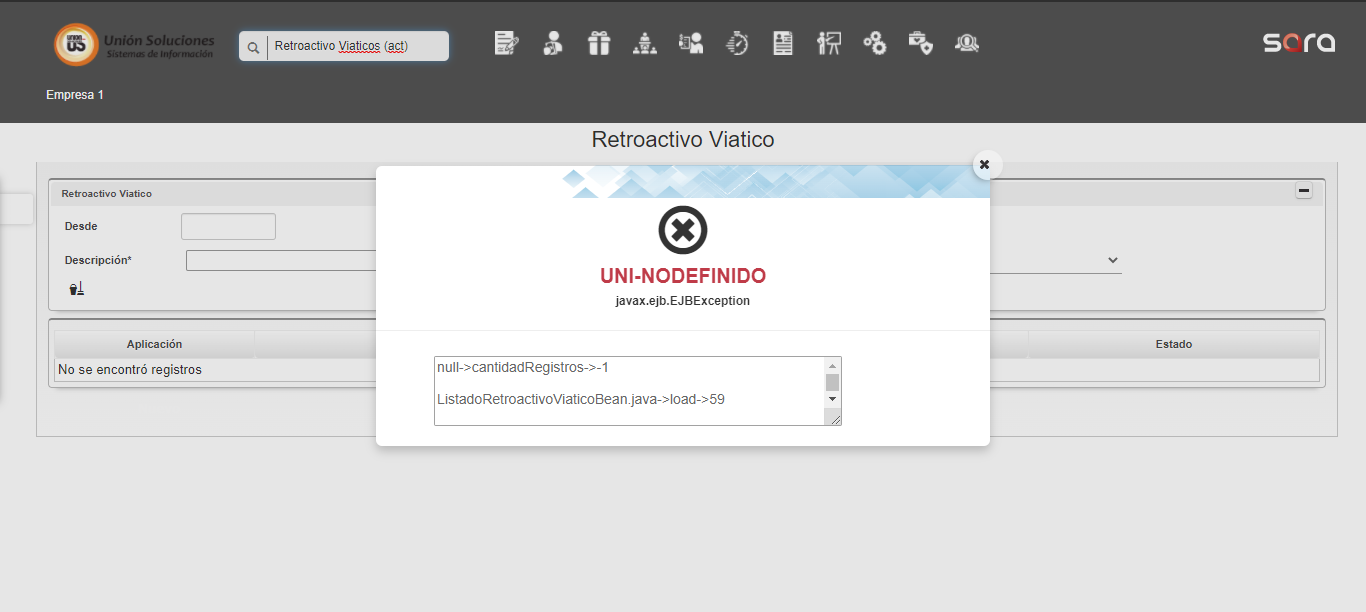 UNION
US
Unión Soluciones
Sistemas de Información
Retroactivo Viaticos (act)
sara
Empresa 1
Retroactivo Viatico
Retroactivo Viatico
Desde
Descripción*
UNI-NODEFINIDO
javax.ejb.EJBException
null->cantidadRegistros->-1
ListadoRetroactivoViaticoBean.java->load->59
Aplicación
Estado
No se encontró registros